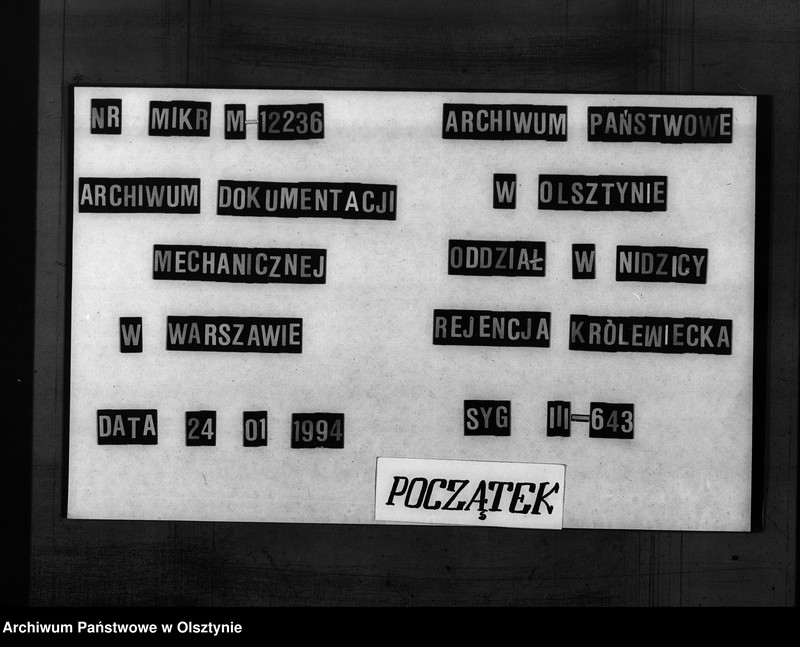 NR MIKR M-12236
ARCHIWUM DOKUMENTACJI
MECHANICZNEJ
W WARSZAWIE
DATA 24 01 1994
ARCHIWUM PAŃSTWOWE
W OLSZTYNIE
ODDZIAŁ W NIDZICY
REJENCJA KRÒLEWIECKA
SYG III-643
POCZĄTEK
Archiwum Państwowe w Olsztynie